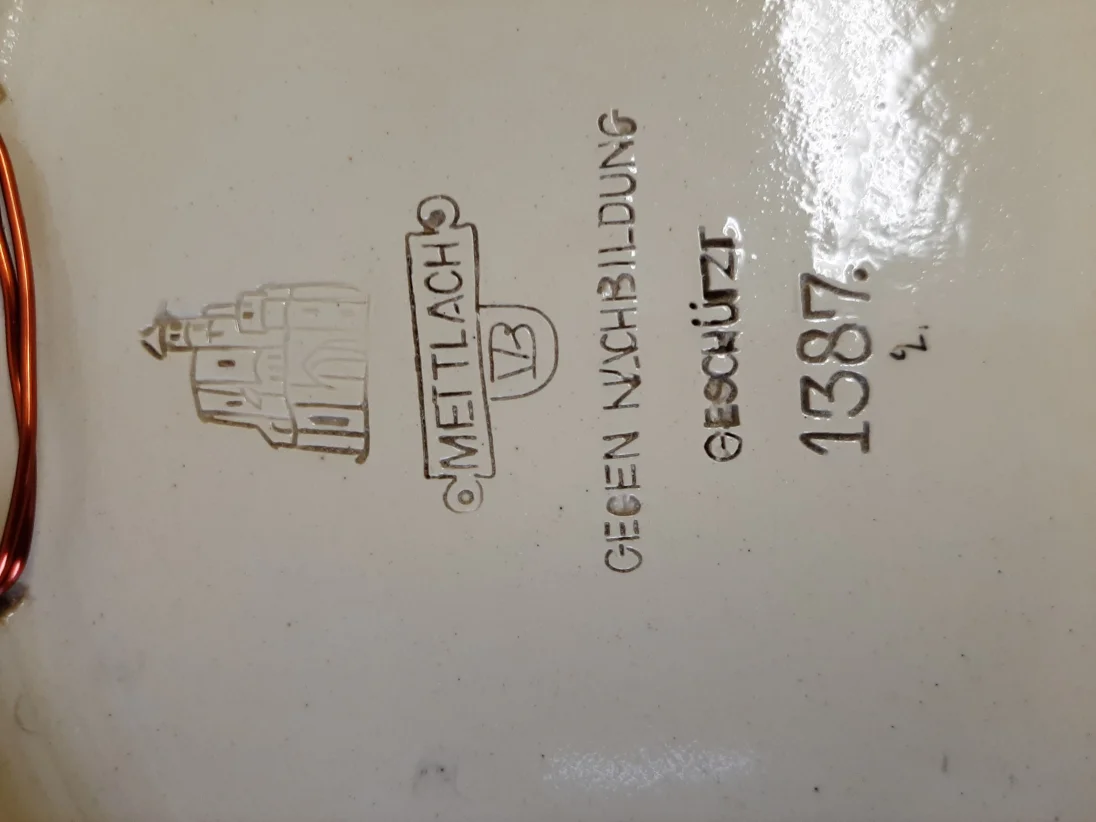 METTLACH
VB
GEGEN NACHBILDUNG
GESCHÜTZT
1387.
2.